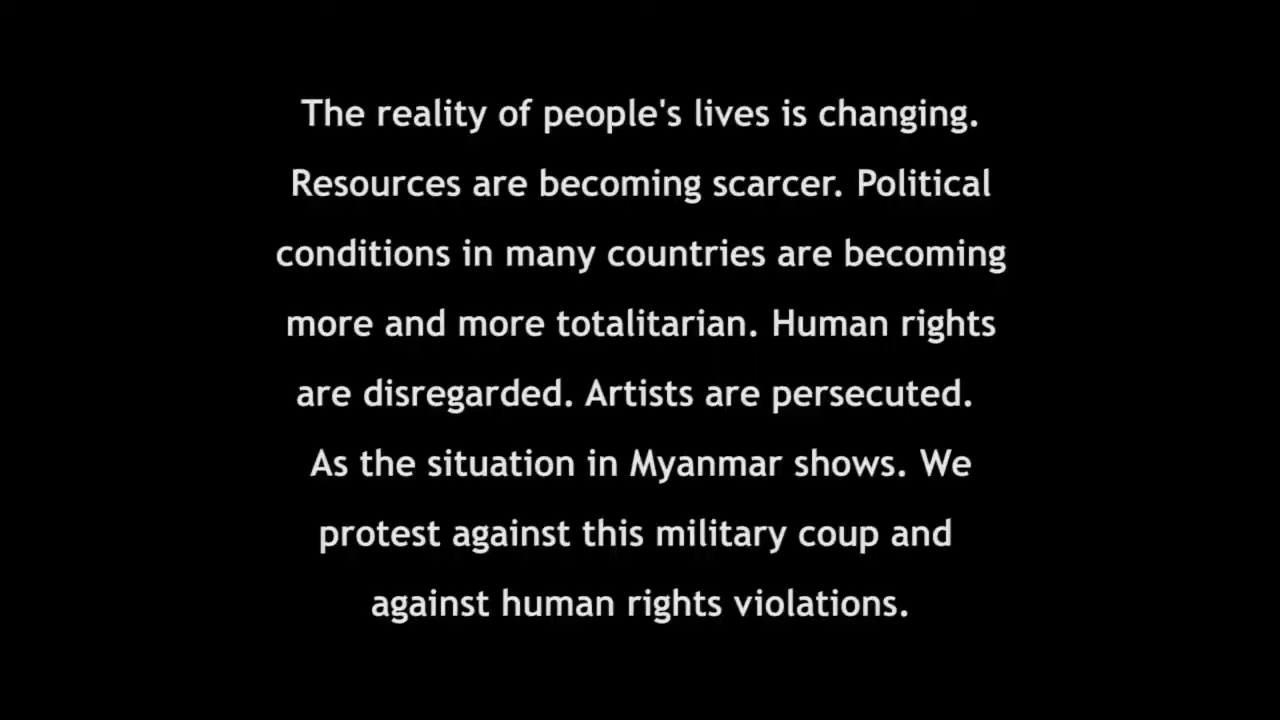 The reality of people's lives is changing.
Resources are becoming scarcer. Political
conditions in many countries are becoming
more and more totalitarian. Human rights
are disregarded. Artists are persecuted.
As the situation in Myanmar shows. We
protest against this military coup and
against human rights violations.